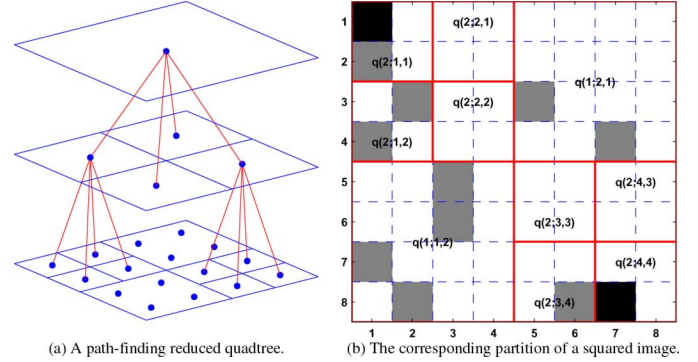 1
2
3
4
5
6
7
8
q(2;2,1)
q(2;1,1)
q(1;2,1)
q(2;2,2)
q(2;1,2)
q(2;4,3)
q(2;3,3)
q(1;1,2)
q(2;4,4)
q(2;3,4)
1 2 3 4 5 6 7 8
(a) A path-finding reduced quadtree.
(b) The corresponding partition of a squared image.